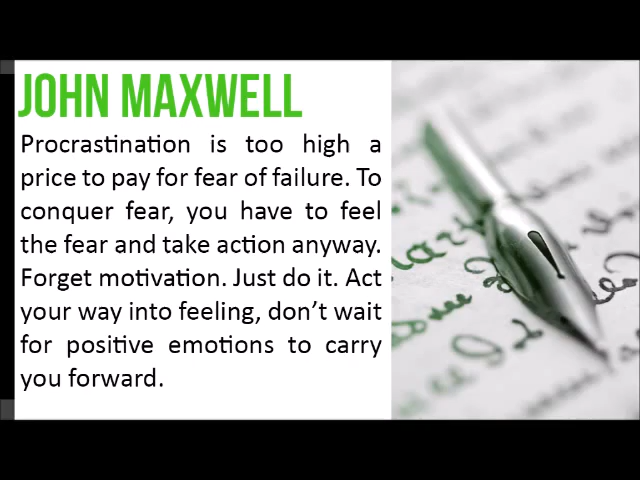 JOHN MAXWELL
Procrastination is too high a
price to pay for fear of failure. To
conquer fear, you have to feel
the fear and take action anyway.
Forget motivation. Just do it. Act
your way into feeling, don’t wait
for positive emotions to carry
you forward.